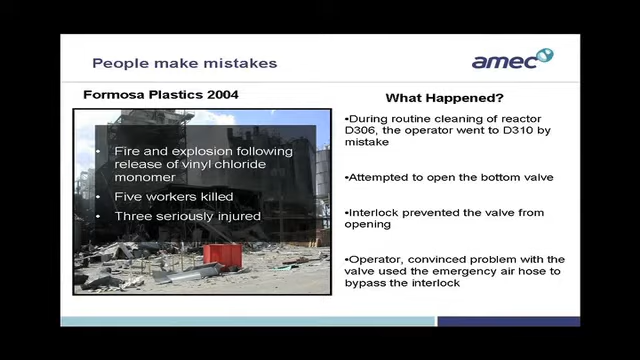 People make mistakes
amec
Formosa Plastics 2004
• Fire and explosion following
release of vinyl chloride
monomer
• Five workers killed
• Three seriously injured
What Happened?
•During routine cleaning of reactor
D306, the operator went to D310 by
mistake
•Attempted to open the bottom valve
•Interlock prevented the valve from
opening
•Operator, convinced problem with the
valve used the emergency air hose to
bypass the interlock